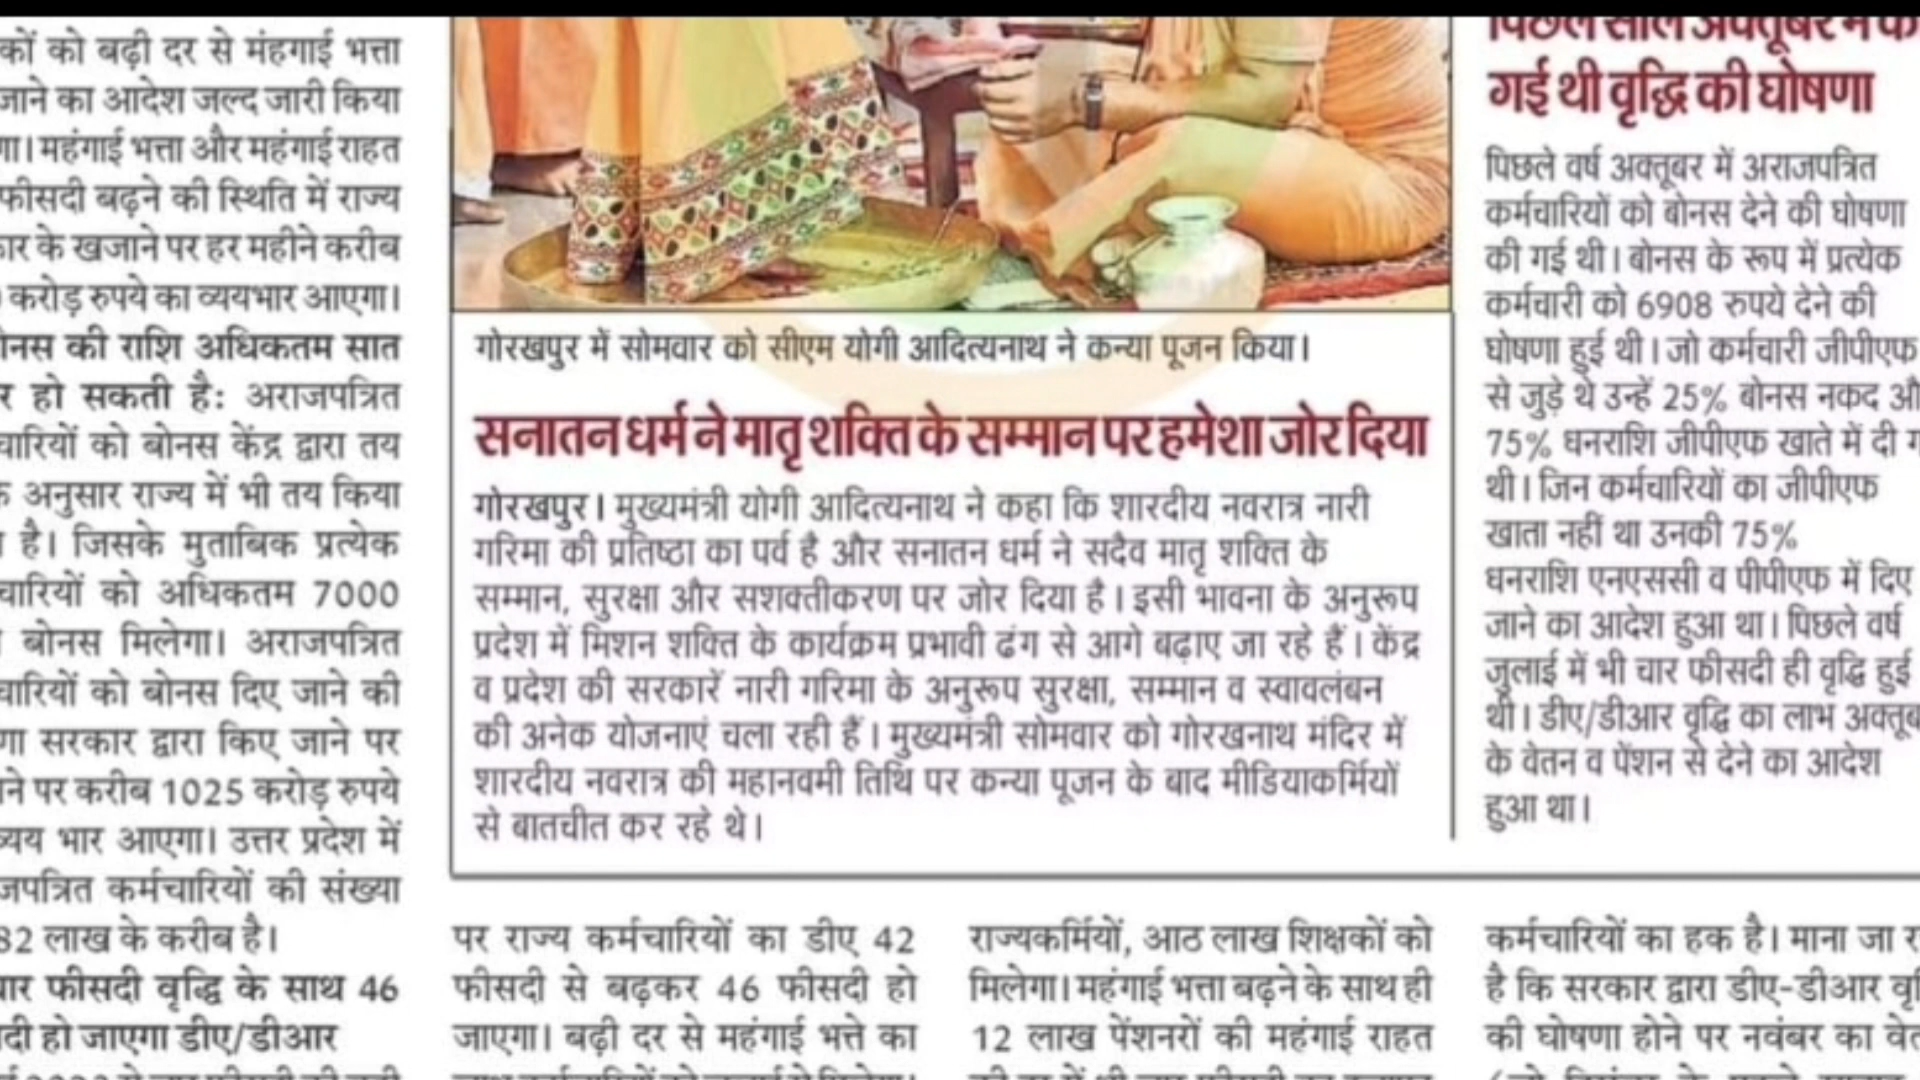 को बढ़ी दर से मंहगाई भत्ता
जाने का आदेश जल्द जारी किया
महंगाई भत्ता और महंगाई राहत
फीसदी बढ़ने की स्थिति में राज्य
के खजाने पर हर महीने करीब
करोड़ रुपये का व्ययभार आएगा।
की राशि अधिकतम सात
हो सकती है: अराजपत्रित
को बोनस केंद्र द्वारा तय
अनुसार राज्य में भी तय किया
है। जिसके मुताबिक प्रत्येक
को अधिकतम 7000
बोनस मिलेगा। अराजपत्रित
को बोनस दिए जाने की
सरकार द्वारा किए जाने पर
पर करीब 1025 करोड़ रुपये
भार आएगा। उत्तर प्रदेश में
कर्मचारियों की संख्या
लाख के करीब है।
फीसदी वृद्धि के साथ 46
हो जाएगा डीए/डीआर
गोरखपुर में सोमवार को सीएम योगी आदित्यनाथ ने कन्या पूजन किया।
सनातन धर्म ने मातृ शक्ति के सम्मान पर हमेशा जोर दिया
गोरखपुर। मुख्यमंत्री योगी आदित्यनाथ ने कहा कि शारदीय नवरात्र नारी
गरिमा की प्रतिष्ठा का पर्व है और सनातन धर्म ने सदैव मातृ शक्ति के
सम्मान, सुरक्षा और सशक्तीकरण पर जोर दिया है। इसी भावना के अनुरूप
प्रदेश में मिशन शक्ति के कार्यक्रम प्रभावी ढंग से आगे बढ़ाए जा रहे हैं। केंद्र
व प्रदेश की सरकारें नारी गरिमा के अनुरूप सुरक्षा, सम्मान व स्वावलंबन
की अनेक योजनाएं चला रही हैं। मुख्यमंत्री सोमवार को गोरखनाथ मंदिर में
शारदीय नवरात्र की महानवमी तिथि पर कन्या पूजन के बाद मीडियाकर्मियों
से बातचीत कर रहे थे।
पिछले साल अक्तूबर में
गई थी वृद्धि की घोषणा
पिछले वर्ष अक्तूबर में अराजपत्रित
कर्मचारियों को बोनस देने की घोषणा
की गई थी। बोनस के रूप में प्रत्येक
कर्मचारी को 6908 रुपये देने की
घोषणा हुई थी। जो कर्मचारी जीपीएफ
से जुड़े थे उन्हें 25% बोनस नकद
75% धनराशि जीपीएफ खाते में दी
थी। जिन कर्मचारियों का जीपीएफ
खाता नहीं था उनकी 75%
धनराशि एनएससी व पीपीएफ में दिए
जाने का आदेश हुआ था। पिछले वर्ष
जुलाई में भी चार फीसदी ही वृद्धि हुई
थी। डीए/डीआर वृद्धि का लाभ
के वेतन व पेंशन से देने का आदेश
हुआ था।
पर राज्य कर्मचारियों का डीए 42
फीसदी से बढ़कर 46 फीसदी हो
जाएगा। बढ़ी दर से महंगाई भत्ते का
राज्यकर्मियों, आठ लाख शिक्षकों को
मिलेगा। महंगाई भत्ता बढ़ने के साथ ही
12 लाख पेंशनरों की महंगाई राहत
कर्मचारियों का हक है। माना जा
है कि सरकार द्वारा डीए-डीआर
की घोषणा होने पर नवंबर का